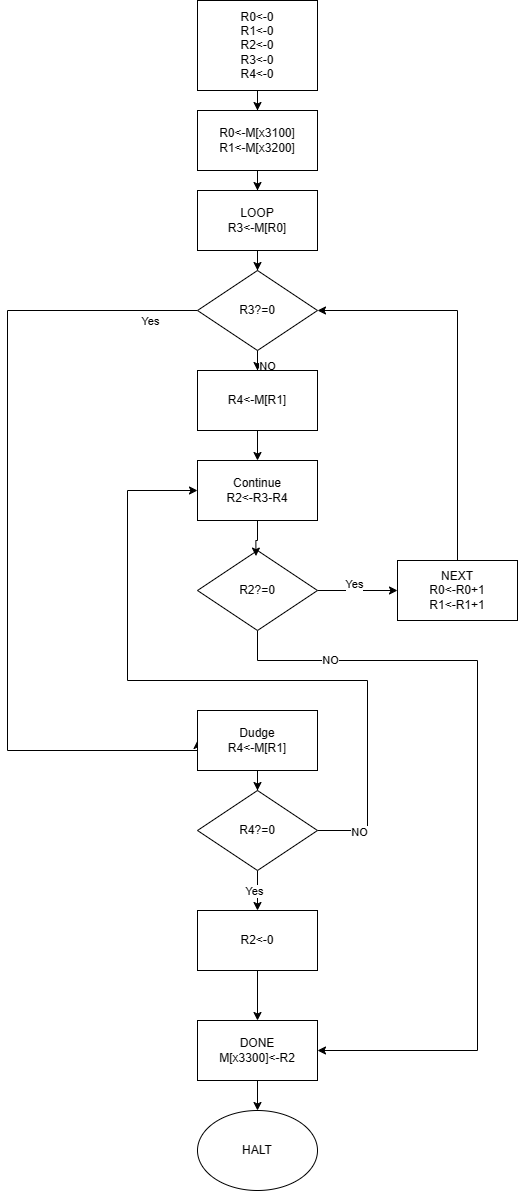 R0<-0
R1<-0
R2<-0
R3<-0
R4<-0
R0<-M[x3100]
R1<-M[x3200]
LOOP
R3<-M[R0]
R3?=0
Yes
NO
R4<-M[R1]
Continue
R2<-R3-R4
R2?=0
Yes
NEXT
R0<-R0+1
R1<-R1+1
NO
Dudge
R4<-M[R1]
R4?=0
NO
Yes
R2<-0
DONE
M[x3300]<-R2
HALT